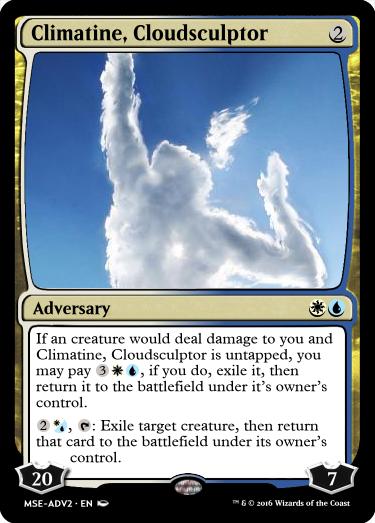 Climatine, Cloudsculptor 2
Adversary
If an creature would deal damage to you and
Climatine, Cloudsculptor is untapped, you
may pay 3, if you do, exile it, then
return it to the battlefield under it's owner's
control.
2, : Exile target creature, then return
that card to the battlefield under its owner's
control.
20
7
MSE-ADV2 · EN
™ & © 2016 Wizards of the Coast